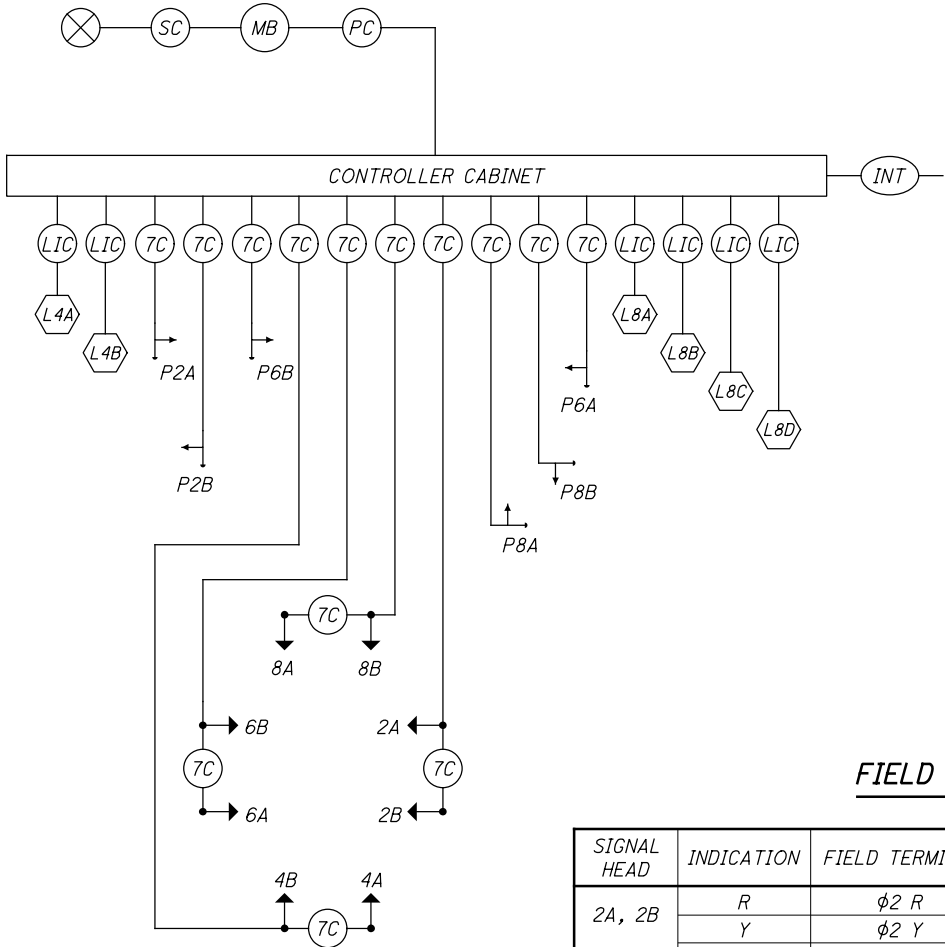 SC MB PC
CONTROLLER CABINET
INT
LIC LIC 7C 7C 7C 7C 7C 7C 7C 7C 7C 7C LIC LIC LIC LIC
L4A
L8A
L4B
L8B
P2A
P6B
L8C
P6A
L8D
P2B
P8B
P8A
7C
8A
8B
6B
2A
7C
7C
6A
2B
4B
4A
7C
FIELD
SIGNAL HEAD
INDICATION
FIELD TERMI
2A, 2B
R
ϕ2 R
Y
ϕ2 Y